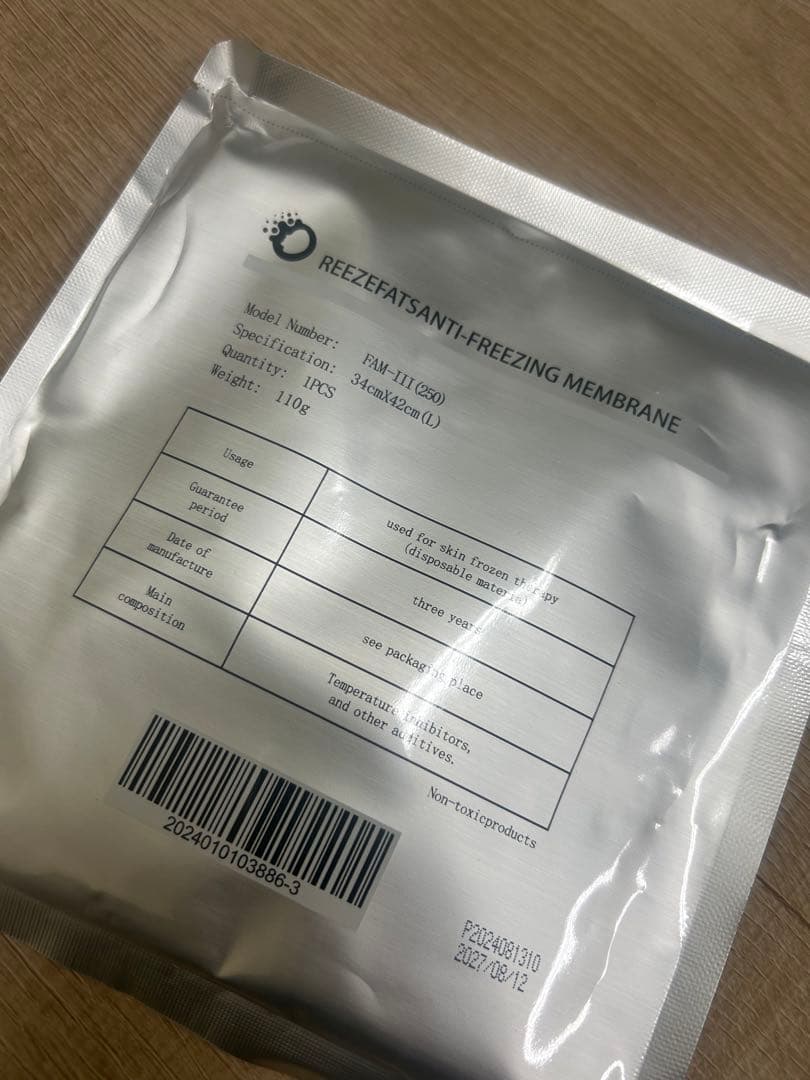 REEZEFATSANTI-FREEZING MEMBRANE
Model Number: FAM-III(250)
Specification: 34cmX42cm(L)
Quantity: 1PCS
Weight: 110g
Usage
used for skin frozen therapy
(disposable material)
Guarantee
period
three years
Date of
manufacture
see packaging place
Main
composition
Temperature inhibitors,
and other additives.
Non-toxicproducts
2024010103886-3
P2024081310
2027/08/12